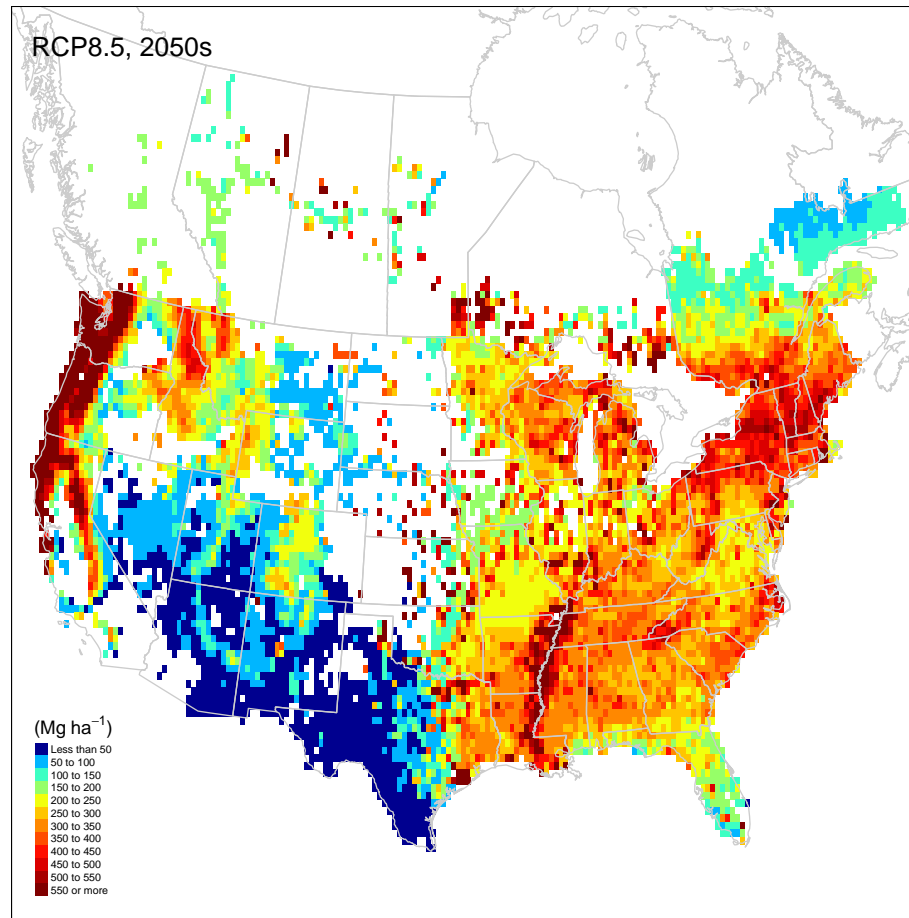 RCP8.5, 2050s
(Mg ha⁻¹)
Less than 50
50 to 100
100 to 150
150 to 200
200 to 250
250 to 300
300 to 350
350 to 400
400 to 450
450 to 500
500 to 550
550 or more